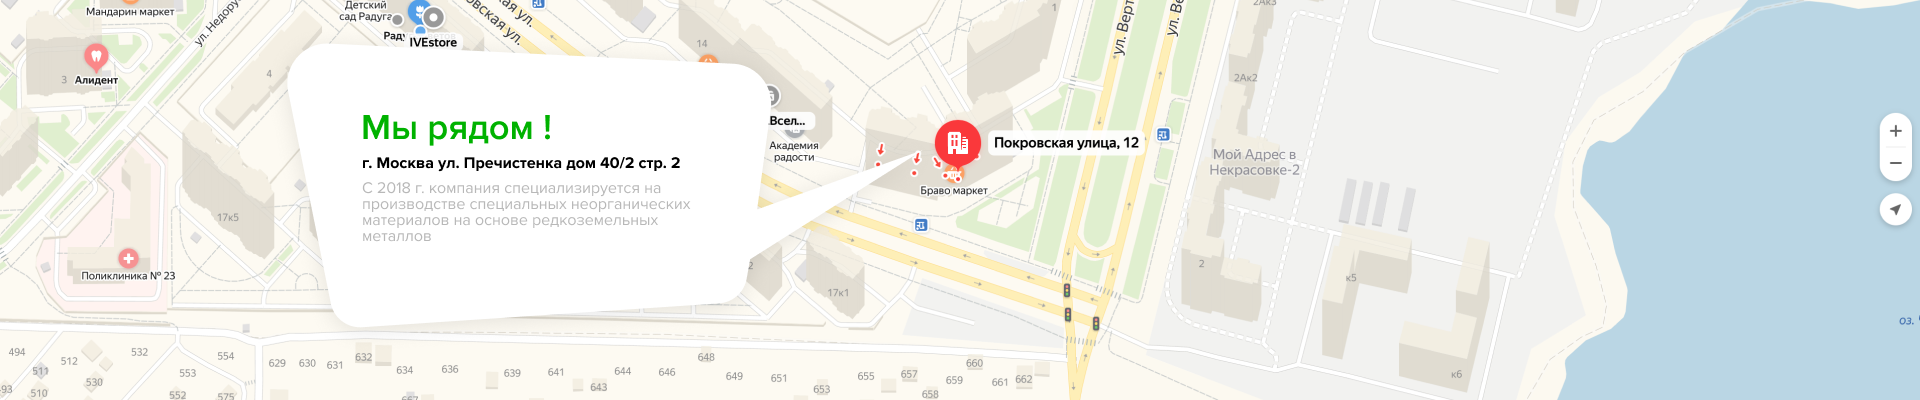 Мандарин маркет
Детский
сад Радуга
IVEstore
Алидент
3
4
14
1
ул. Недору
овская ул.
ул. Верт
ул. Ве
2Ак3
2Ак2
Мы рядом !
г. Москва ул. Пречистенка дом 40/2 стр. 2
С 2018 г. компания специализируется на
производстве специальных неорганических
материалов на основе редкоземельных
металлов
.Всел...
Академия
радости
Покровская улица, 12
Браво маркет
Мой Адрес в
Некрасовке-2
+
−
17к5
Поликлиника № 23
2
17к1
2
к5
к6
оз.
494
512
532
554
510
530
553
552
575
629
630
631
632
634
636
639
641
643
644
646
648
649
651
653
655
657
658
659
660
661
662